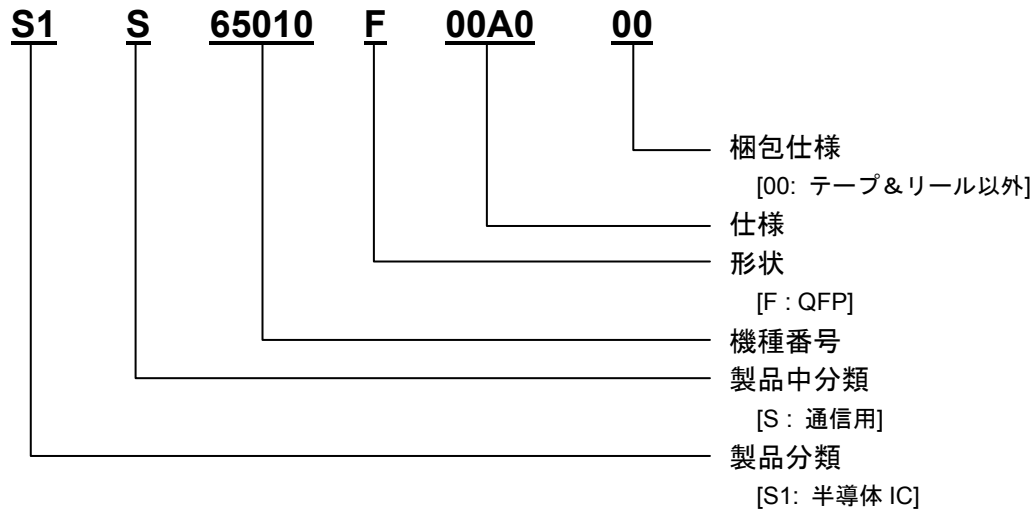 S1 S 65010 F 00A0 00
梱包仕様
[00: テープ＆リール以外]
仕様
形状
[F : QFP]
機種番号
製品中分類
[S : 通信用]
製品分類
[S1: 半導体 IC]